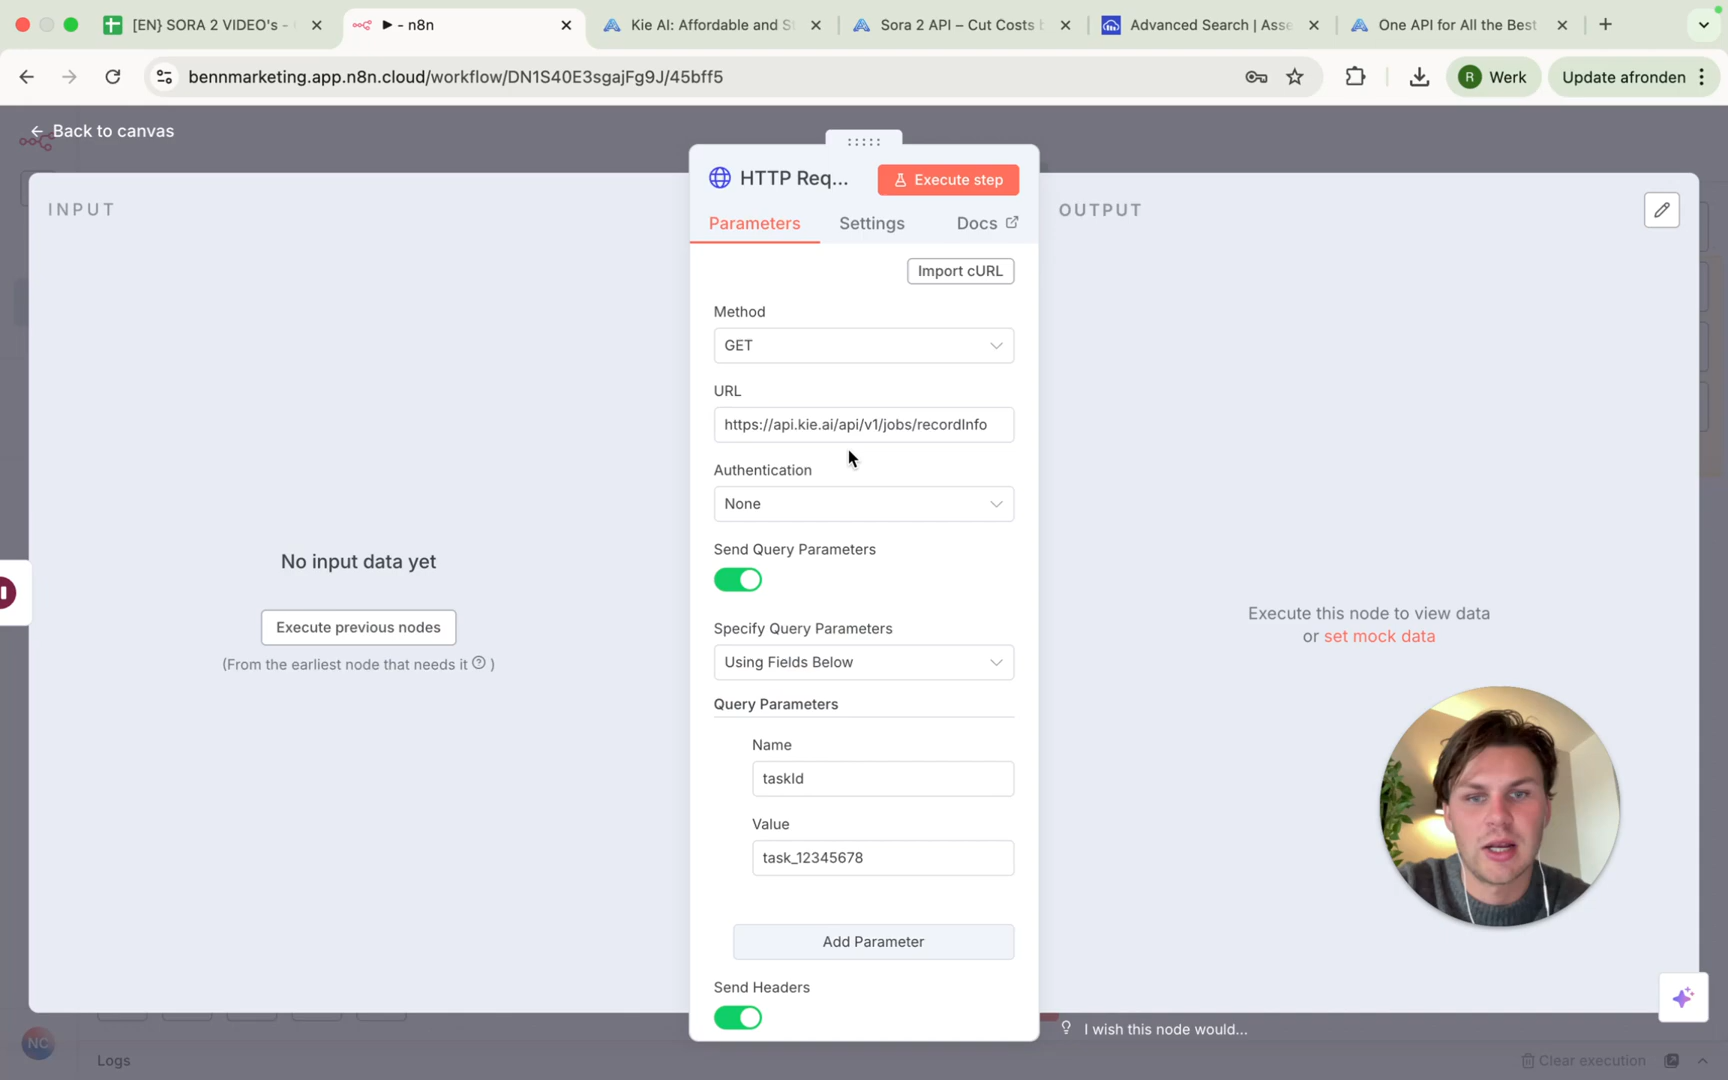 [EN} SORA 2 VIDEO's -
▶ - n8n
Kie AI: Affordable and S
Sora 2 API – Cut Costs b
Advanced Search | Asse
One API for All the Best
bennmarketing.app.n8n.cloud/workflow/DN1S40E3sgajFg9J/45bff5
R
Werk
Update afronden
Back to canvas
HTTP Req...
Execute step
INPUT
OUTPUT
Parameters
Settings
Docs
Import cURL
Method
GET
URL
https://api.kie.ai/api/v1/jobs/recordInfo
Authentication
None
Send Query Parameters
No input data yet
Execute previous nodes
(From the earliest node that needs it ? )
Execute this node to view data
or set mock data
Specify Query Parameters
Using Fields Below
Query Parameters
Name
taskId
Value
task_12345678
Add Parameter
Send Headers
I wish this node would...
NC
Logs
Clear execution